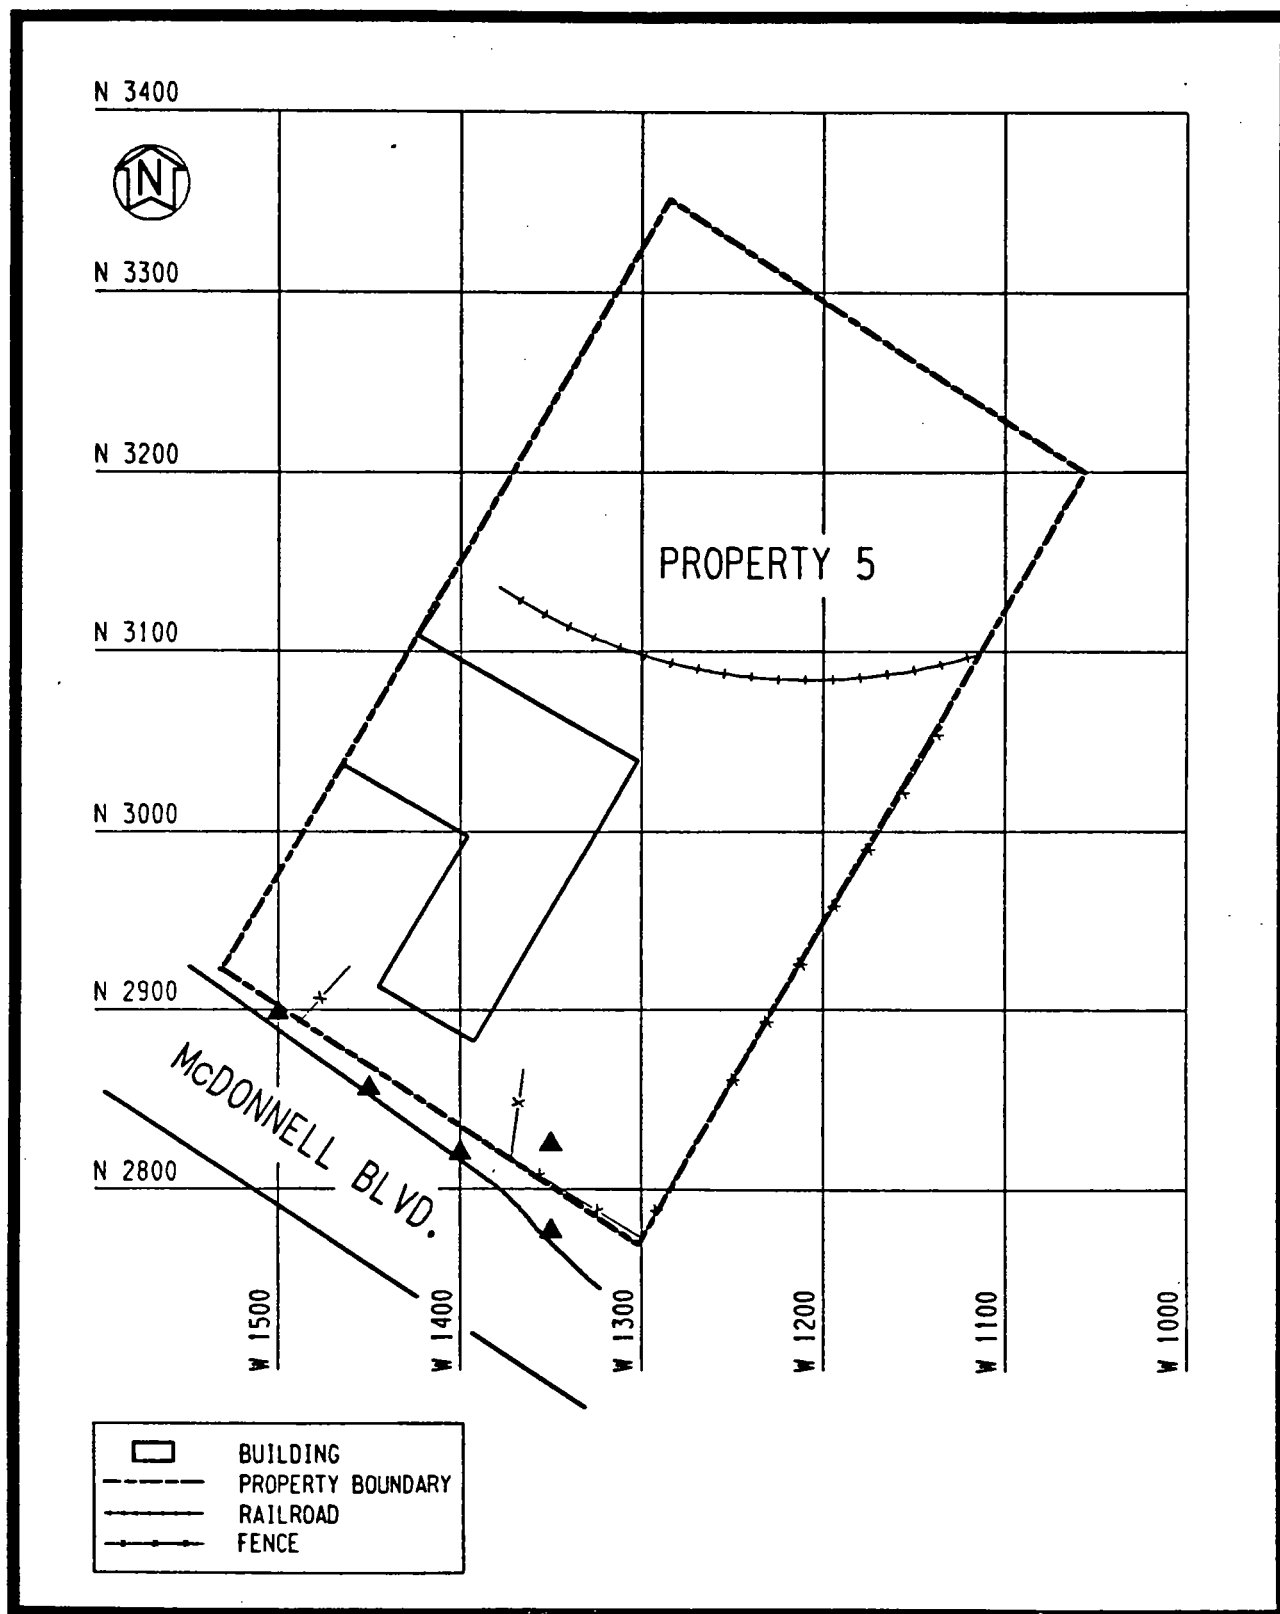 N 3400
N
N 3300
N 3200
PROPERTY 5
N 3100
N 3000
N 2900
McDONNELL BLVD.
N 2800
W 1500
W 1400
W 1300
W 1200
W 1100
W 1000
BUILDING
PROPERTY BOUNDARY
RAILROAD
FENCE